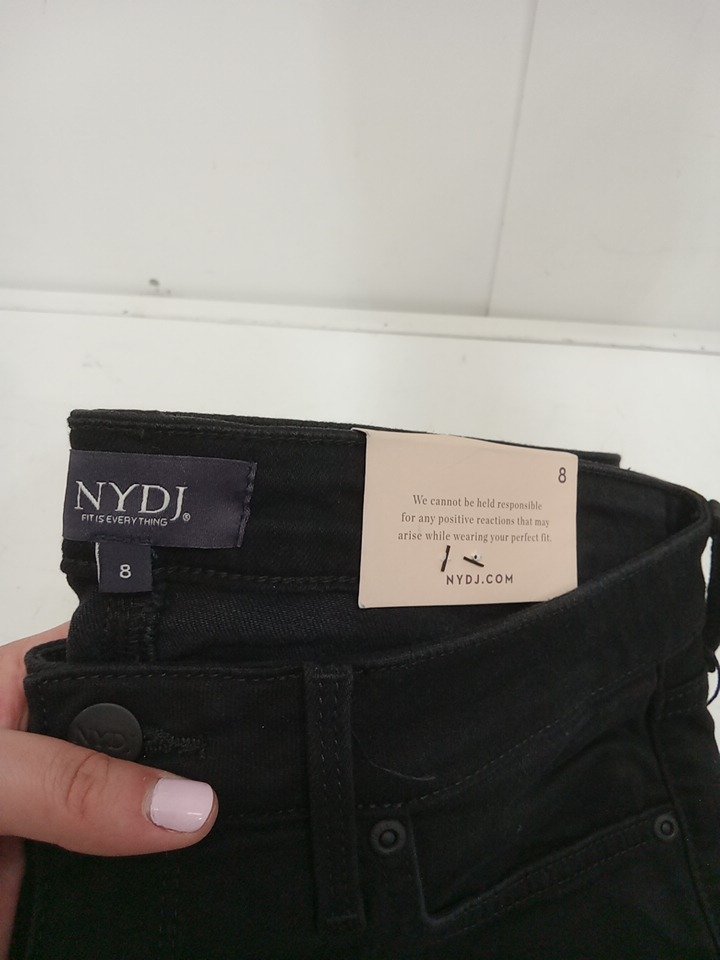 NYDJ®
FIT IS EVERYTHING
8
8
We cannot be held responsible
for any positive reactions that may
arise while wearing your perfect fit.
NYDJ.COM
NYDJ